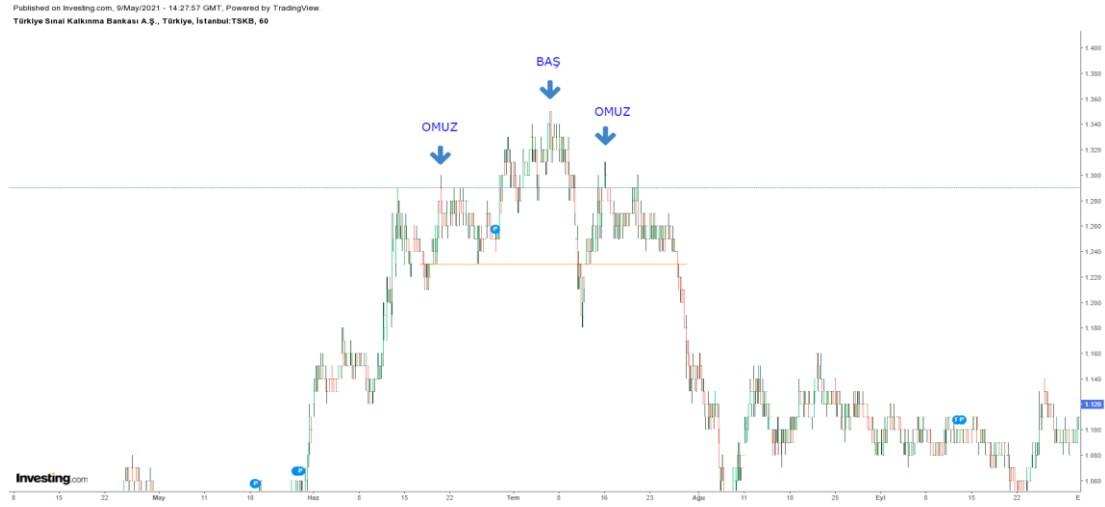 Published on Investing.com, 9/May/2021 - 14:27:57 GMT, Powered by TradingView.
Türkiye Sınai Kalkınma Bankası A.Ş., Türkiye, İstanbul:TSKB, 60
BAŞ
OMUZ
OMUZ
P
P
P
P
1.400
1.380
1.360
1.340
1.320
1.300
1.280
1.260
1.240
1.220
1.200
1.180
1.160
1.140
1.120
1.100
1.080
1.060
Investing.com
8 15 22 May 11 18 25 Haz 8 15 22 Tem 8 16 23 Ağu 11 18 25 Eyl 8 15 22 E